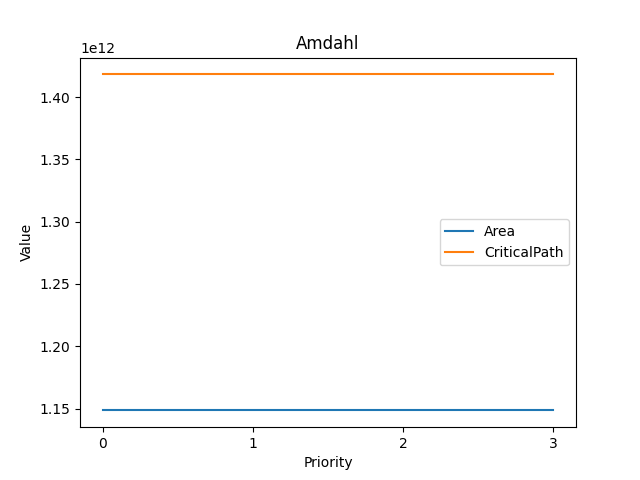 Amdahl
1e12
1.40
1.35
1.30
1.25
1.20
1.15
Value
Area
CriticalPath
0 1 2 3
Priority